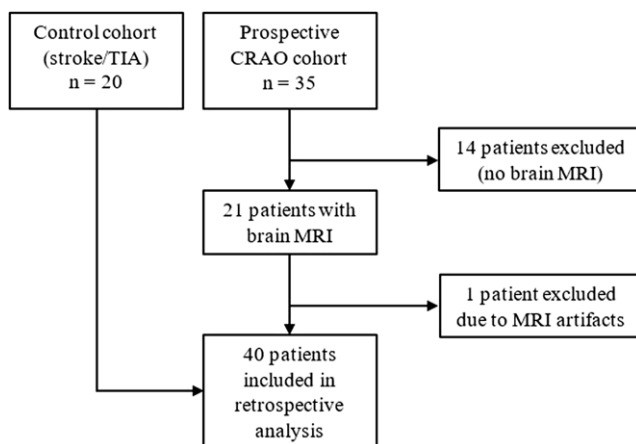 Control cohort
(stroke/TIA)
n = 20
Prospective
CRAO cohort
n = 35
14 patients excluded
(no brain MRI)
21 patients with
brain MRI
1 patient excluded
due to MRI artifacts
40 patients
included in
retrospective
analysis